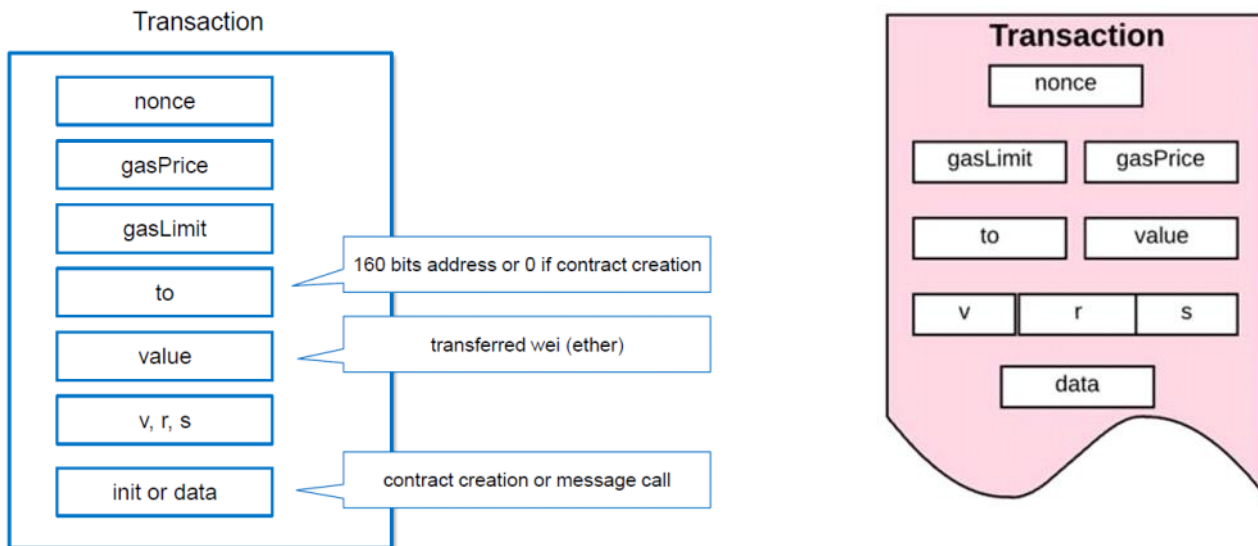 Transaction
nonce
gasPrice
gasLimit
to
value
v, r, s
init or data
160 bits address or 0 if contract creation
transferred wei (ether)
contract creation or message call
Transaction
nonce
gasLimit
gasPrice
to
value
v
r
s
data